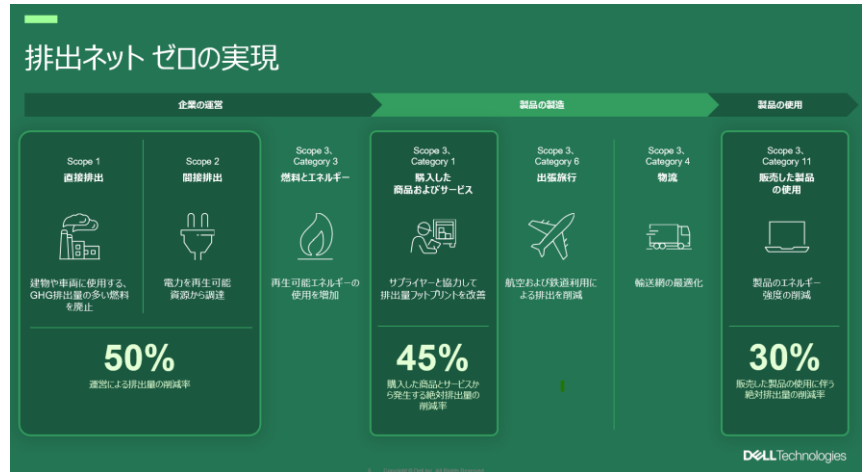 排出ネット ゼロの実現
企業の運営
製品の製造
製品の使用
Scope 1
直接排出
建物や車両に使用する、
GHG排出量の多い燃料
を廃止
Scope 2
間接排出
電力を再生可能
資源から調達
50%
運営による排出量の削減率
Scope 3、
Category 3
燃料とエネルギー
再生可能エネルギーの
使用を増加
Scope 3、
Category 1
購入した
商品およびサービス
サプライヤーと協力して
排出量フットプリントを改善
45%
購入した商品とサービスか
ら発生する絶対排出量の
削減率
Scope 3、
Category 6
出張旅行
航空および鉄道利用に
よる排出を削減
Scope 3、
Category 4
物流
輸送網の最適化
Scope 3、
Category 11
販売した製品
の使用
製品のエネルギー
強度の削減
30%
販売した製品の使用に伴う
絶対排出量の削減率
DELLTechnologies